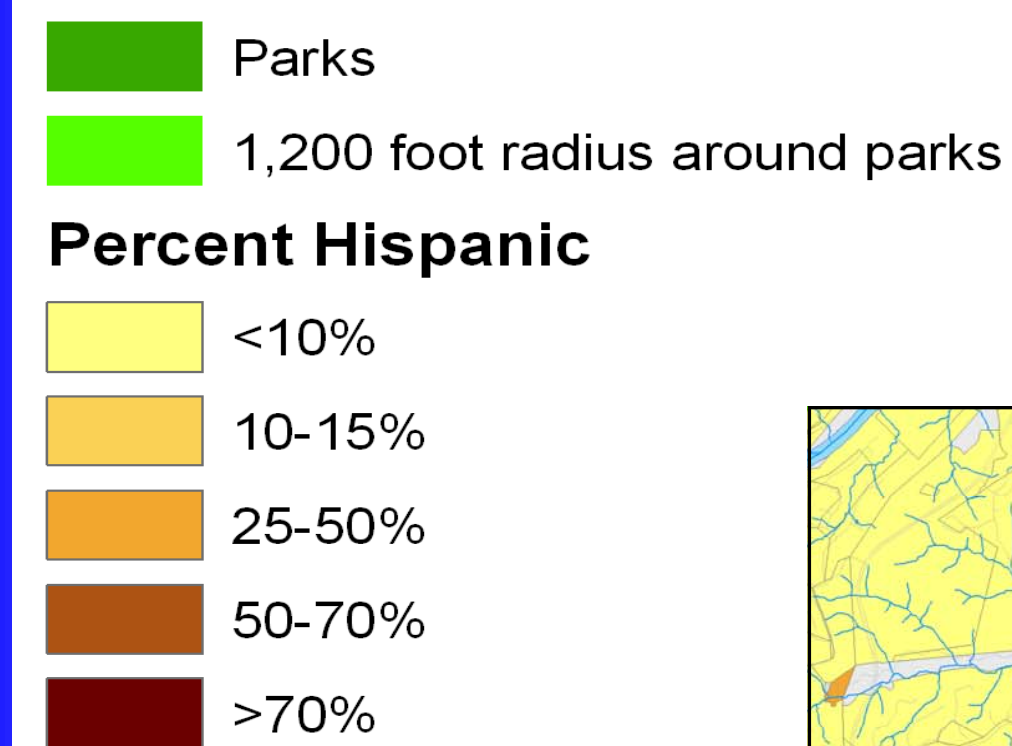 Parks
1,200 foot radius around parks
Percent Hispanic
<10%
10-15%
25-50%
50-70%
>70%